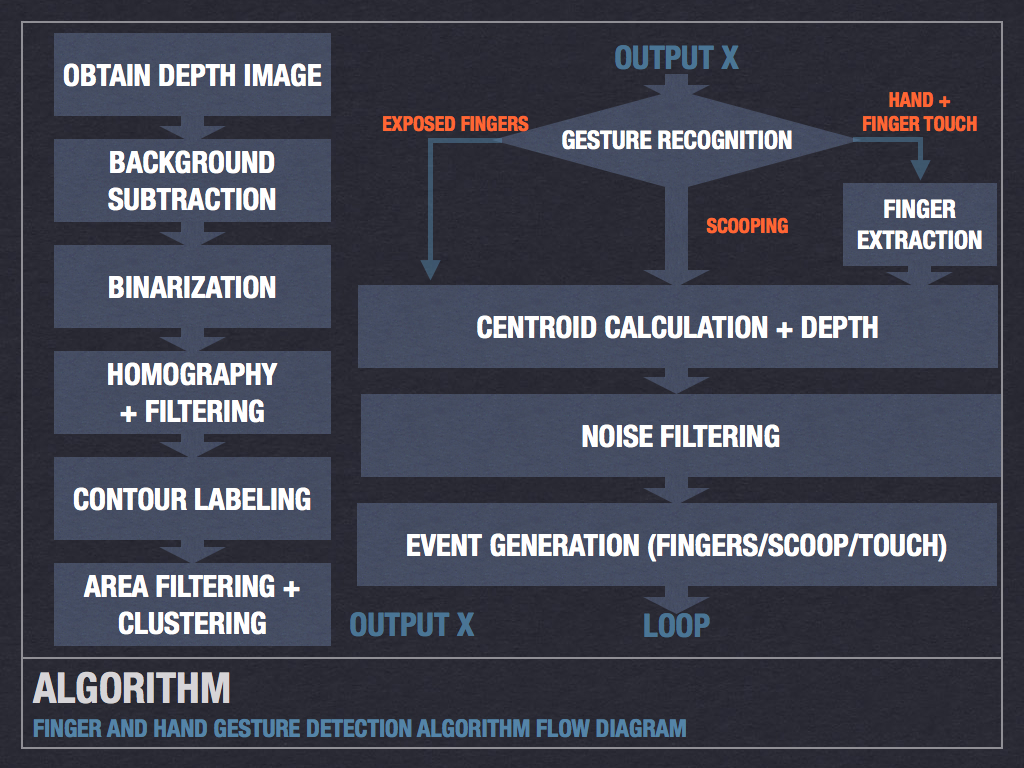 OBTAIN DEPTH IMAGE
BACKGROUND
SUBTRACTION
BINARIZATION
HOMOGRAPHY
+ FILTERING
CONTOUR LABELING
AREA FILTERING +
CLUSTERING
OUTPUT X
OUTPUT X
GESTURE RECOGNITION
EXPOSED FINGERS
SCOOPING
HAND +
FINGER TOUCH
FINGER
EXTRACTION
CENTROID CALCULATION + DEPTH
NOISE FILTERING
EVENT GENERATION (FINGERS/SCOOP/TOUCH)
LOOP
ALGORITHM
FINGER AND HAND GESTURE DETECTION ALGORITHM FLOW DIAGRAM